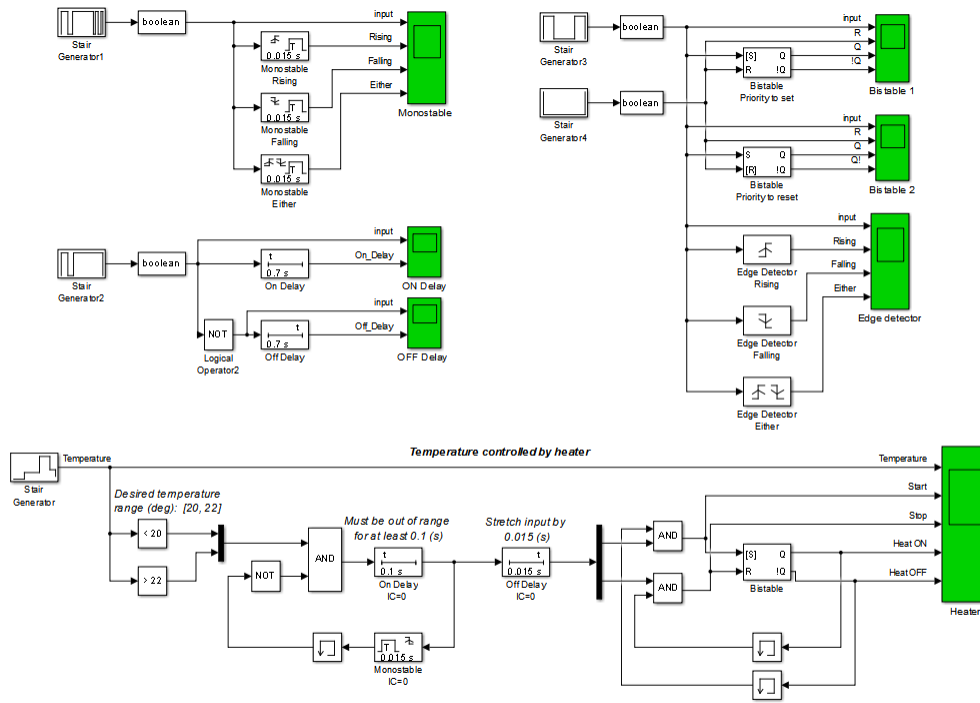 boolean
input
Stair
Generator1
Rising
0.015 s
Monostable
Rising
Falling
0.015 s
Monostable
Falling
Either
0.015 s
Monostable
Either
Monostable
boolean
Stair
Generator3
boolean
Stair
Generator4
input
R
Q
!Q
[S] Q
R !Q
Bistable
Priority to set
Bistable 1
input
R
Q
Q!
S Q
[R] !Q
Bistable
Priority to reset
Bistable 2
input
Rising
Falling
Either
Edge Detector
Rising
Edge Detector
Falling
Edge Detector
Either
Edge detector
Stair
Generator2
boolean
input
On_Delay
t
0.7 s
On Delay
ON Delay
NOT
Logical
Operator2
input
Off_Delay
t
0.7 s
Off Delay
OFF Delay
Temperature controlled by heater
Temperature
Stair
Generator
Desired temperature
range (deg): [20, 22]
< 20
> 22
NOT
AND
Must be out of range
for at least 0.1 (s)
t
0.1 s
On Delay
IC=0
T
0.015 s
Monostable
IC=0
Stretch input by
0.015 (s)
t
0.015 s
Off Delay
IC=0
AND
AND
[S] Q
R !Q
Bistable
Temperature
Start
Stop
Heat ON
Heat OFF
Heater